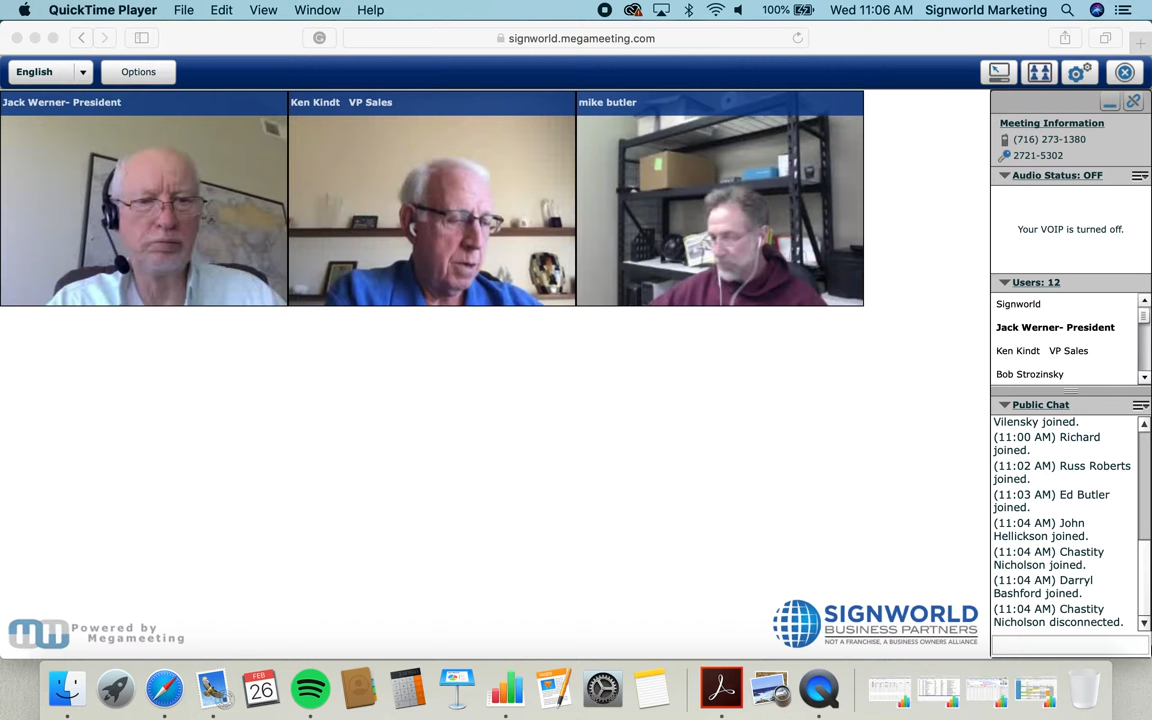 QuickTime Player File Edit View Window Help 100% Wed 11:06 AM Signworld Marketing
signworld.megameeting.com
English Options
Jack Werner- President Ken Kindt VP Sales mike butler
Meeting Information
(716) 273-1380
2721-5302
Audio Status: OFF
Your VOIP is turned off.
Users: 12
Signworld
Jack Werner- President
Ken Kindt VP Sales
Bob Strozinsky
Public Chat
Vilensky joined.
(11:00 AM) Richard
joined.
(11:02 AM) Russ Roberts
joined.
(11:03 AM) Ed Butler
joined.
(11:04 AM) John
Hellickson joined.
(11:04 AM) Chastity
Nicholson joined.
(11:04 AM) Darryl
Bashford joined.
(11:04 AM) Chastity
Nicholson disconnected.
Powered by
Megameeting
SIGNWORLD
BUSINESS PARTNERS
NOT A FRANCHISE, A BUSINESS OWNERS ALLIANCE
FEB
26